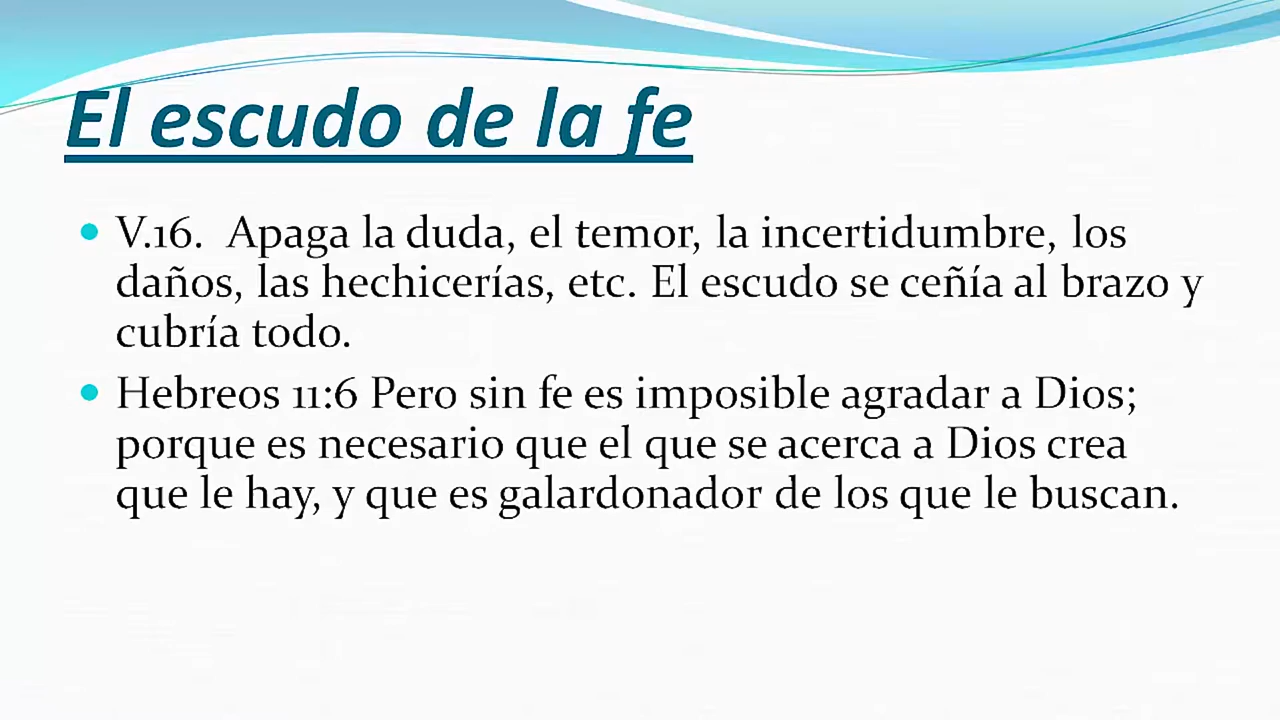 El escudo de la fe
V.16.  Apaga la duda, el temor, la incertidumbre, los
daños, las hechicerías, etc. El escudo se ceñía al brazo y
cubría todo.
Hebreos 11:6 Pero sin fe es imposible agradar a Dios;
porque es necesario que el que se acerca a Dios crea
que le hay, y que es galardonador de los que le buscan.